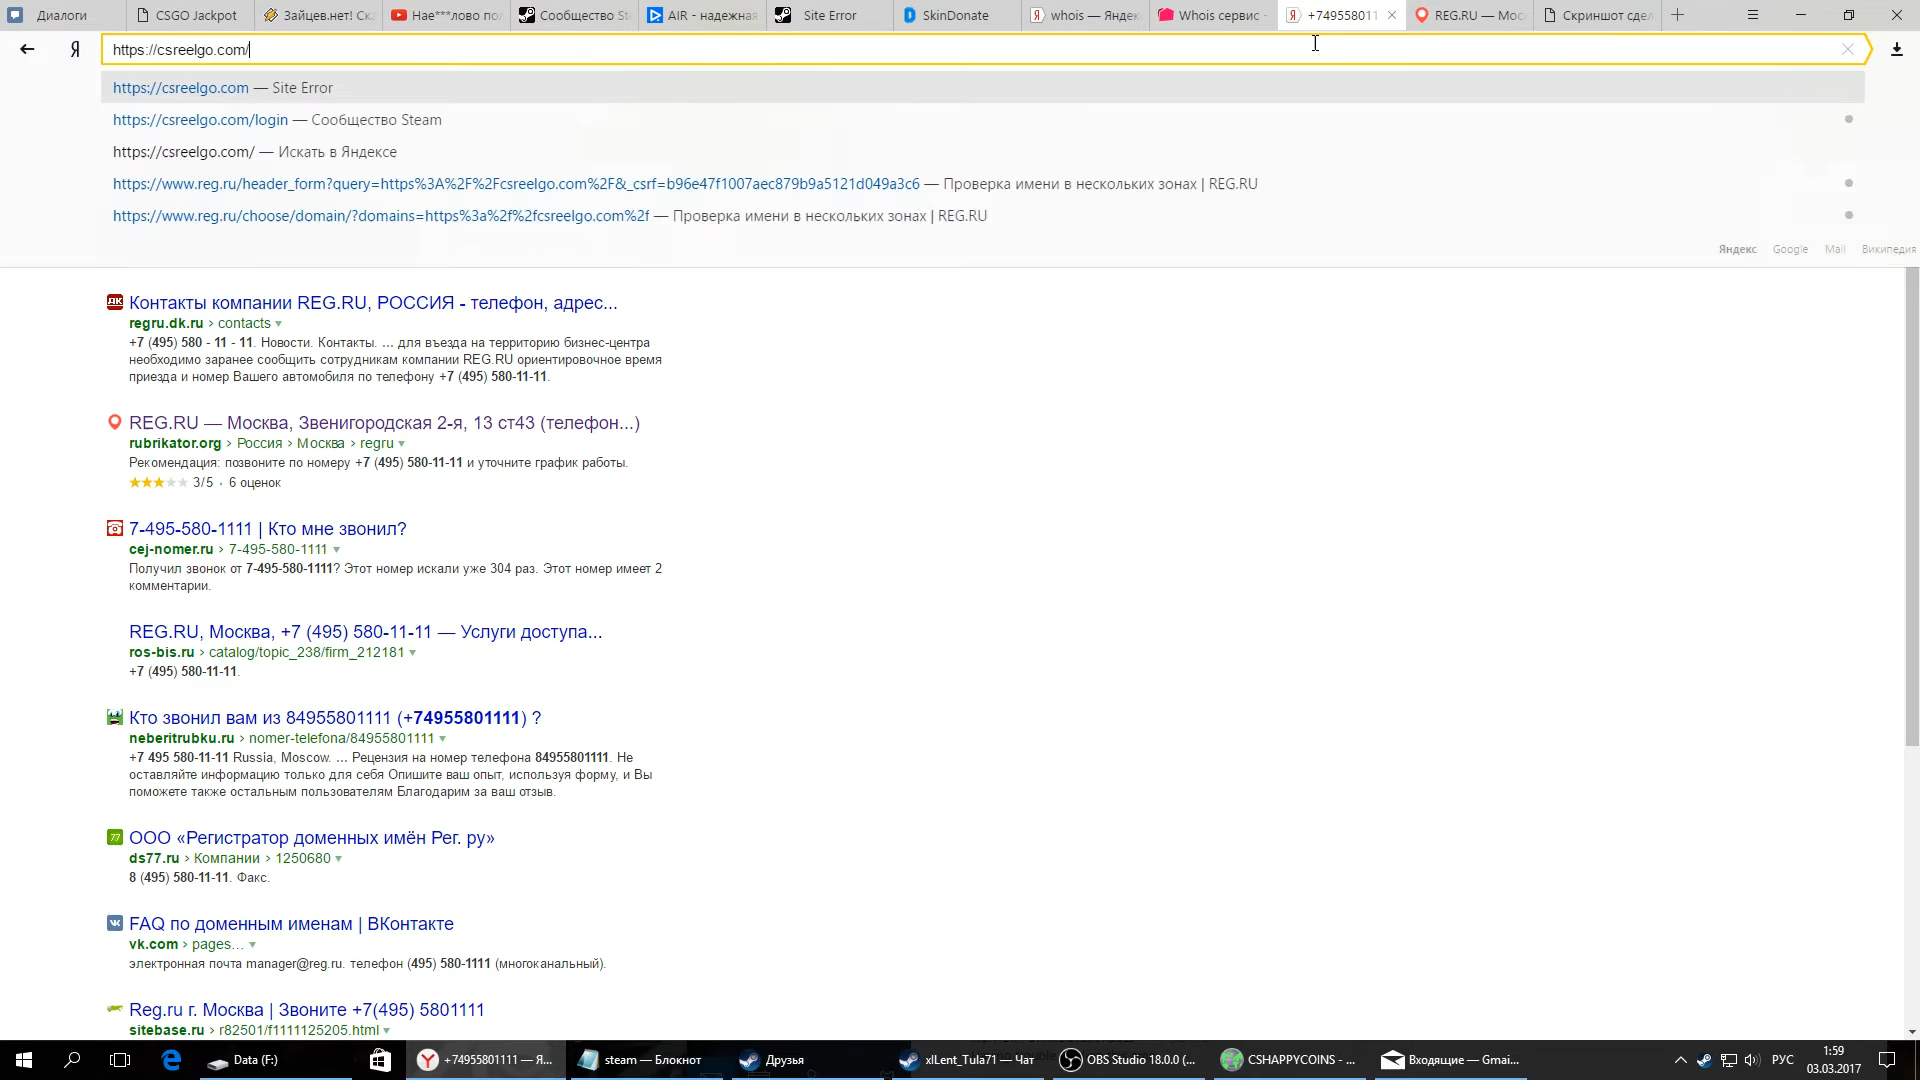 Диалоги
CSGO Jackpot
Зайцев.нет! Ска
Нае***лово по
Сообщество St
AIR - надежная
Site Error
SkinDonate
whois — Яндек
Whois сервис -
+749558011
REG.RU — Мос
Скриншот сдел
https://csreelgo.com/
https://csreelgo.com — Site Error
https://csreelgo.com/login — Сообщество Steam
https://csreelgo.com/ — Искать в Яндексе
https://www.reg.ru/header_form?query=https%3A%2F%2Fcsreelgo.com%2F&_csrf=b96e47f1007aec879b9a5121d049a3c6 — Проверка имени в нескольких зонах | REG.RU
https://www.reg.ru/choose/domain/?domains=https%3a%2f%2fcsreelgo.com%2f — Проверка имени в нескольких зонах | REG.RU
Яндекс Google Mail Википедия
Контакты компании REG.RU, РОССИЯ - телефон, адрес...
regru.dk.ru › contacts
+7 (495) 580 - 11 - 11. Новости. Контакты. ... для въезда на территорию бизнес-центра
необходимо заранее сообщить сотрудникам компании REG.RU ориентировочное время
приезда и номер Вашего автомобиля по телефону +7 (495) 580-11-11.
REG.RU — Москва, Звенигородская 2-я, 13 ст43 (телефон...)
rubrikator.org › Россия › Москва › regru
Рекомендация: позвоните по номеру +7 (495) 580-11-11 и уточните график работы.
3/5 · 6 оценок
7-495-580-1111 | Кто мне звонил?
cej-nomer.ru › 7-495-580-1111
Получил звонок от 7-495-580-1111? Этот номер искали уже 304 раз. Этот номер имеет 2
комментарии.
REG.RU, Москва, +7 (495) 580-11-11 — Услуги доступа...
ros-bis.ru › catalog/topic_238/firm_212181
+7 (495) 580-11-11.
Кто звонил вам из 84955801111 (+74955801111) ?
neberitrubku.ru › nomer-telefona/84955801111
+7 495 580-11-11 Russia, Moscow. ... Рецензия на номер телефона 84955801111. Не
оставляйте информацию только для себя Опишите ваш опыт, используя форму, и Вы
поможете также остальным пользователям Благодарим за ваш отзыв.
77
ООО «Регистратор доменных имён Рег. ру»
ds77.ru › Компании › 1250680
8 (495) 580-11-11. Факс.
FAQ по доменным именам | ВКонтакте
vk.com › pages...
электронная почта manager@reg.ru. телефон (495) 580-1111 (многоканальный).
Reg.ru г. Москва | Звоните +7(495) 5801111
sitebase.ru › r82501/f1111125205.html
Data (F:)
+74955801111 — Я...
steam — Блокнот
Друзья
xlLent_Tula71 — Чат
OBS Studio 18.0.0 (...
CSHAPPYCOINS - ...
Входящие — Gmai...
РУС
1:59
03.03.2017